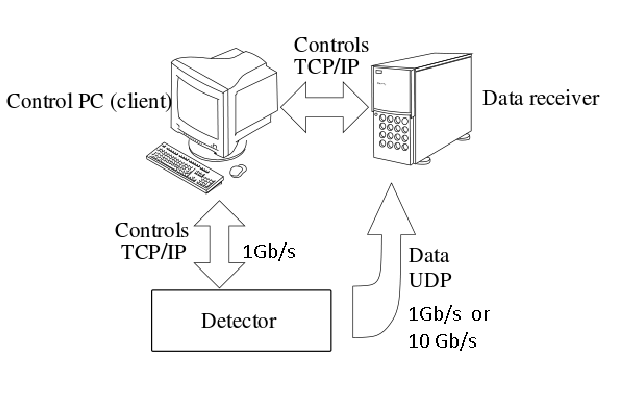 Controls
TCP/IP
Control PC (client)
Data receiver
Controls
TCP/IP
1Gb/s
Data
UDP
1Gb/s or
10 Gb/s
Detector